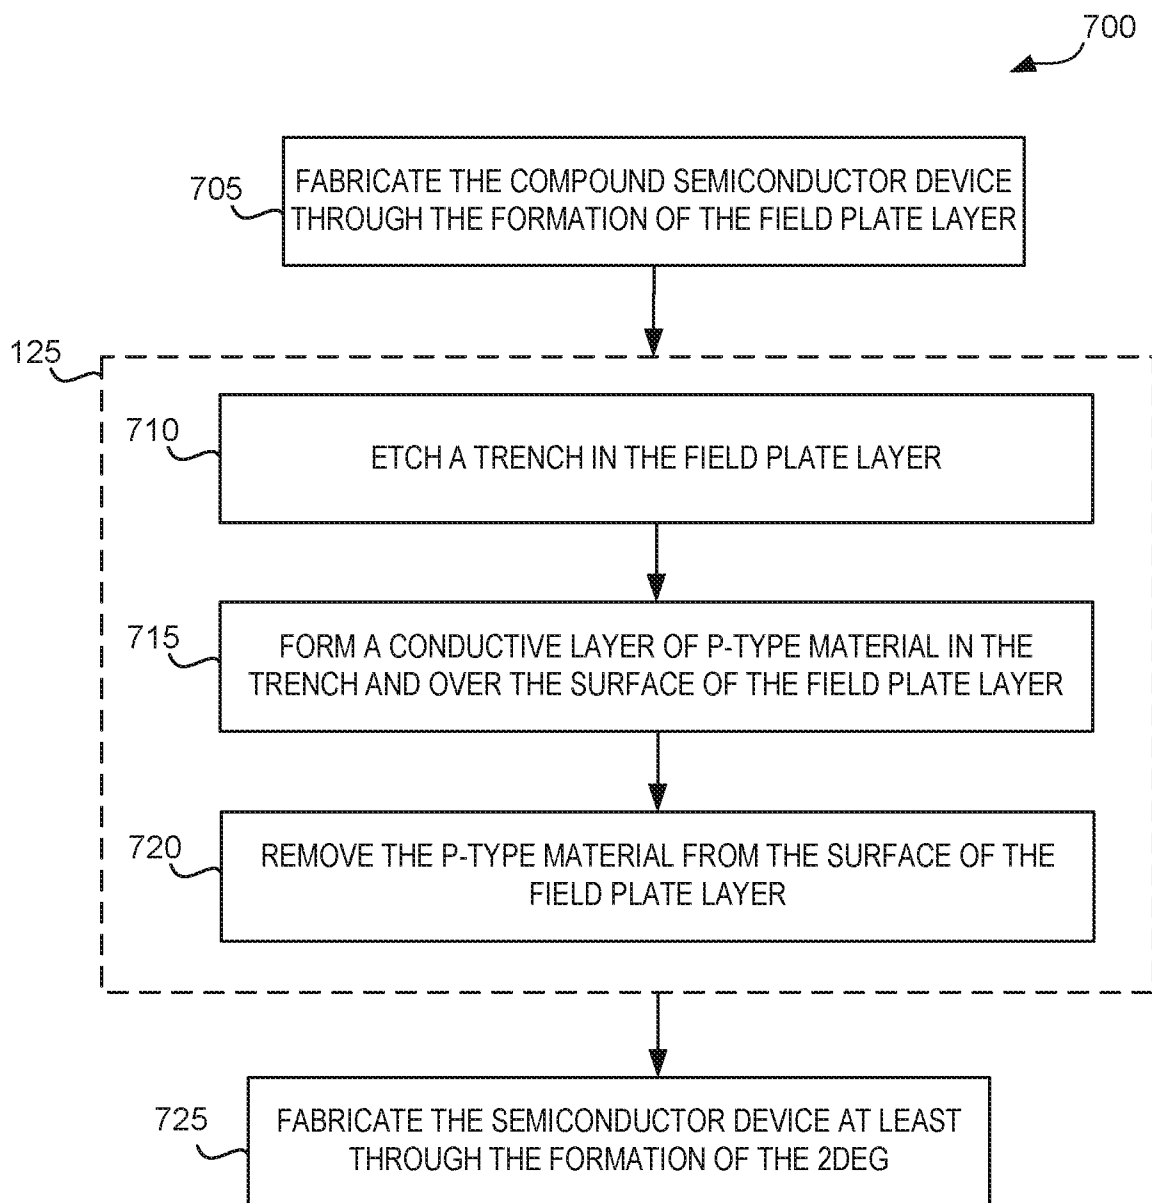 700
705
FABRICATE THE COMPOUND SEMICONDUCTOR DEVICE
THROUGH THE FORMATION OF THE FIELD PLATE LAYER
125
710
ETCH A TRENCH IN THE FIELD PLATE LAYER
715
FORM A CONDUCTIVE LAYER OF P-TYPE MATERIAL IN THE
TRENCH AND OVER THE SURFACE OF THE FIELD PLATE LAYER
720
REMOVE THE P-TYPE MATERIAL FROM THE SURFACE OF THE
FIELD PLATE LAYER
725
FABRICATE THE SEMICONDUCTOR DEVICE AT LEAST
THROUGH THE FORMATION OF THE 2DEG